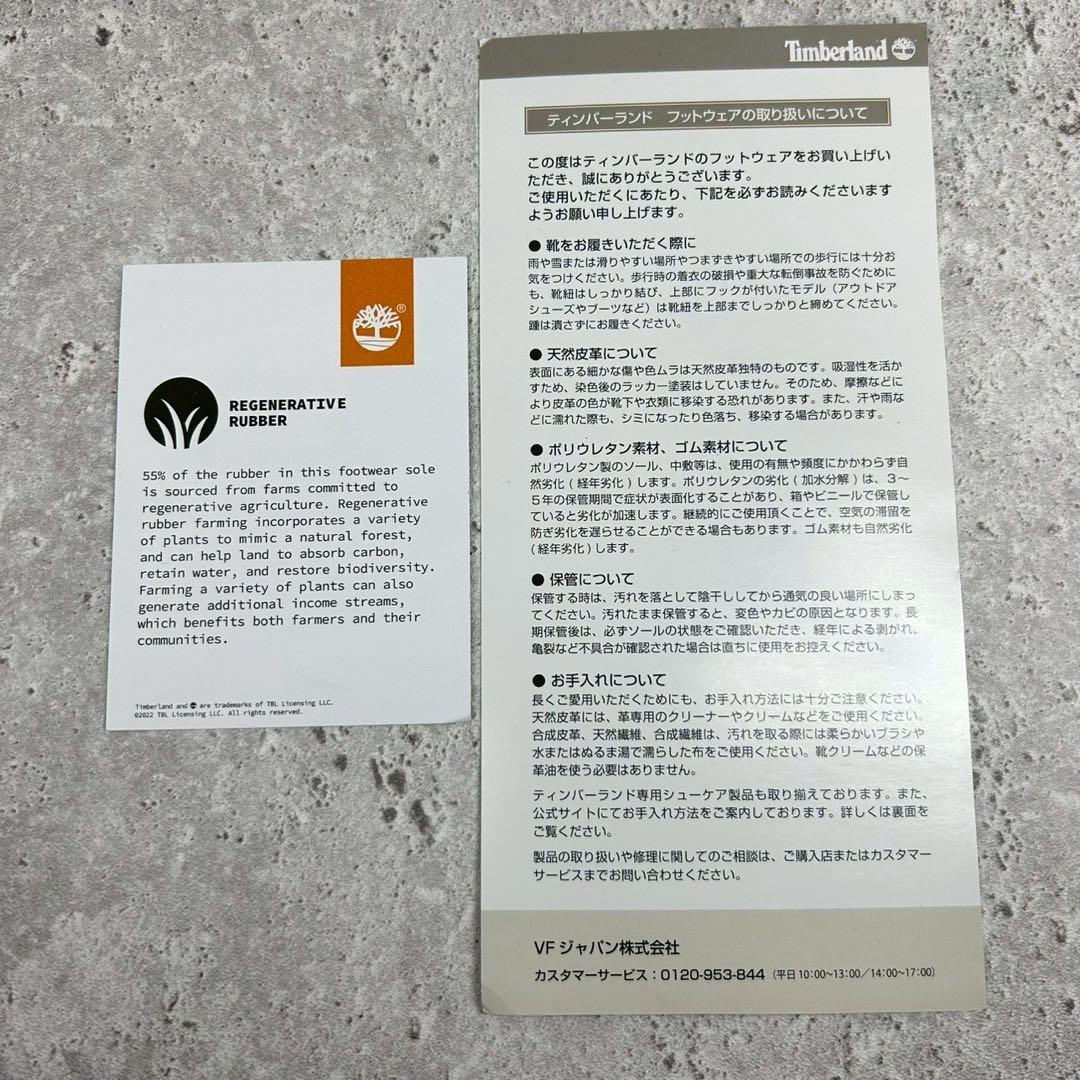 ®
REGENERATIVE
RUBBER
55% of the rubber in this footwear sole
is sourced from farms committed to
regenerative agriculture. Regenerative
rubber farming incorporates a variety
of plants to mimic a natural forest,
and can help land to absorb carbon,
retain water, and restore biodiversity.
Farming a variety of plants can also
generate additional income streams,
which benefits both farmers and their
communities.
Timberland and are trademarks of TBL Licensing LLC.
©2022 TBL Licensing LLC. All rights reserved.
Timberland
ティンバーランド フットウェアの取り扱いについて
この度はティンバーランドのフットウェアをお買い上げい
ただき、誠にありがとうございます。
ご使用いただくにあたり、下記を必ずお読みくださいます
ようお願い申し上げます。
● 靴をお履きいただく際に
雨や雪または滑りやすい場所やつまずきやすい場所での歩行には十分お
気をつけください。歩行時の着衣の破損や重大な転倒事故を防ぐために
も、靴紐はしっかり結び、上部にフックが付いたモデル（アウトドア
シューズやブーツなど）は靴紐を上部までしっかりと締めてください。
踵は潰さずにお履きください。
● 天然皮革について
表面にある細かな傷や色ムラは天然皮革独特のものです。吸湿性を活か
すため、染色後のラッカー塗装はしていません。そのため、摩擦などに
より皮革の色が靴下や衣類に移染する恐れがあります。また、汗や雨な
どに濡れた際も、シミになったり色落ち、移染する場合があります。
● ポリウレタン素材、ゴム素材について
ポリウレタン製のソール、中敷等は、使用の有無や頻度にかかわらず自
然劣化(経年劣化)します。ポリウレタンの劣化(加水分解)は、3～
5年の保管期間で症状が表面化することがあり、箱やビニールで保管し
ていると劣化が加速します。継続的にご使用頂くことで、空気の滞留を
防ぎ劣化を遅らせることができる場合もあります。ゴム素材も自然劣化
(経年劣化)します。
● 保管について
保管する時は、汚れを落として陰干ししてから通気の良い場所にしまっ
てください。汚れたまま保管すると、変色やカビの原因となります。長
期保管後は、必ずソールの状態をご確認いただき、経年による剥がれ、
亀裂など不具合が確認された場合は直ちに使用をお控えください。
● お手入れについて
長くご愛用いただくためにも、お手入れ方法には十分ご注意ください。
天然皮革には、革専用のクリーナーやクリームなどをご使用ください。
合成皮革、天然繊維、合成繊維は、汚れを取る際には柔らかいブラシや
水またはぬるま湯で濡らした布をご使用ください。靴クリームなどの保
革油を使う必要はありません。
ティンバーランド専用シューケア製品も取り揃えております。また、
公式サイトにてお手入れ方法をご案内しております。詳しくは裏面を
ご覧ください。
製品の取り扱いや修理に関してのご相談は、ご購入店またはカスタマー
サービスまでお問い合わせください。
VF ジャパン株式会社
カスタマーサービス：0120-953-844（平日 10:00~13:00／14:00~17:00）